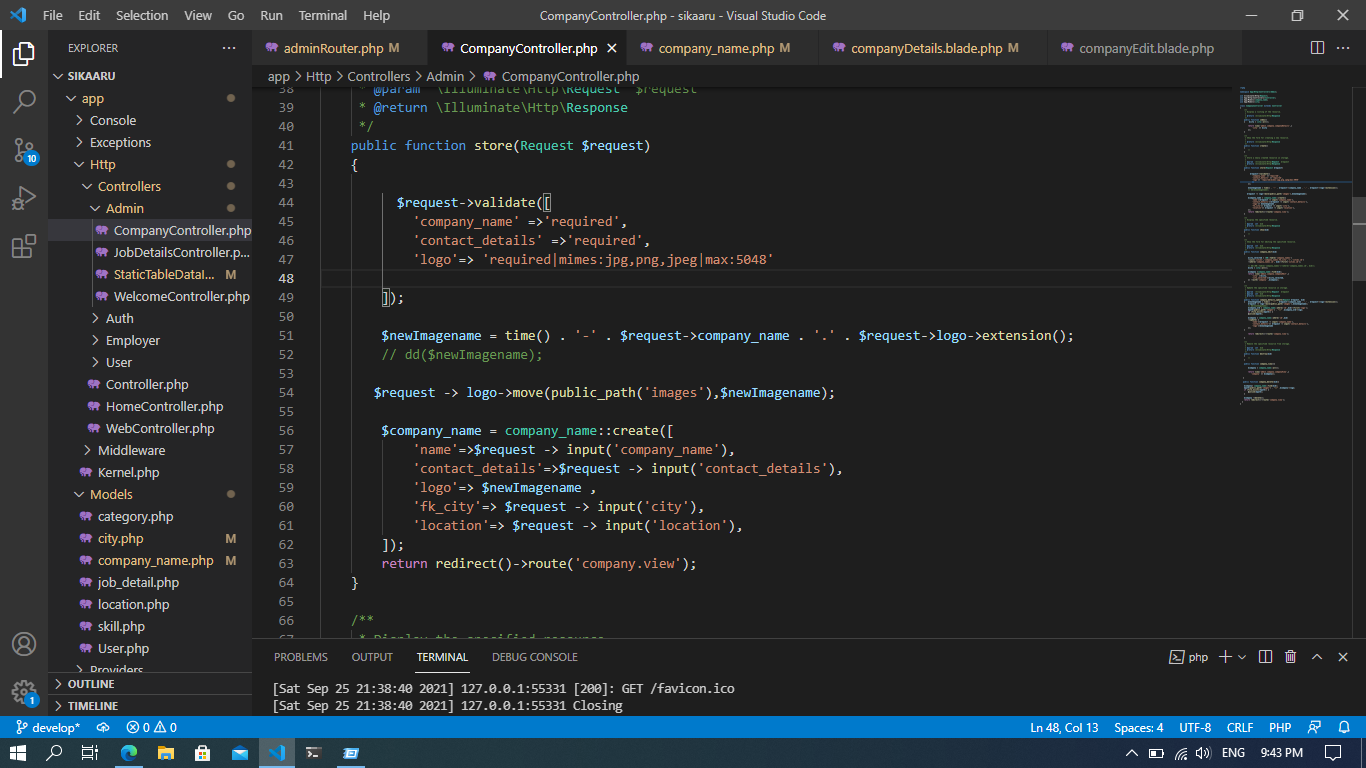 File Edit Selection View Go Run Terminal Help CompanyController.php - sikaaru - Visual Studio Code
EXPLORER
adminRouter.php M CompanyController.php company_name.php M companyDetails.blade.php M companyEdit.blade.php
app > Http > Controllers > Admin > CompanyController.php
SIKAARU
app
Console
Exceptions
Http
Controllers
Admin
CompanyController.php
JobDetailsController.p...
StaticTableDataI... M
WelcomeController.php
Auth
Employer
User
Controller.php
HomeController.php
WebController.php
Middleware
Kernel.php
Models
category.php
city.php M
company_name.php M
job_detail.php
location.php
skill.php
User.php
Providers
OUTLINE
TIMELINE
10
1
38 * @param \Illuminate\Http\Request $request
39 * @return \Illuminate\Http\Response
40 */
41 public function store(Request $request)
42 {
43
44 $request->validate([
45 'company_name' =>'required',
46 'contact_details' =>'required',
47 'logo'=> 'required|mimes:jpg,png,jpeg|max:5048'
48
49 ]);
50
51 $newImagename = time() . '-' . $request->company_name . '.' . $request->logo->extension();
52 // dd($newImagename);
53
54 $request -> logo->move(public_path('images'),$newImagename);
55
56 $company_name = company_name::create([
57 'name'=>$request -> input('company_name'),
58 'contact_details'=>$request -> input('contact_details'),
59 'logo'=> $newImagename ,
60 'fk_city'=> $request -> input('city'),
61 'location'=> $request -> input('location'),
62 ]);
63 return redirect()->route('company.view');
64 }
65
66 /**
67 * Display the specified resource
PROBLEMS OUTPUT TERMINAL DEBUG CONSOLE php
[Sat Sep 25 21:38:40 2021] 127.0.0.1:55331 [200]: GET /favicon.ico
[Sat Sep 25 21:38:40 2021] 127.0.0.1:55331 Closing
develop* 0 0 Ln 48, Col 13 Spaces: 4 UTF-8 CRLF PHP
ENG 9:43 PM